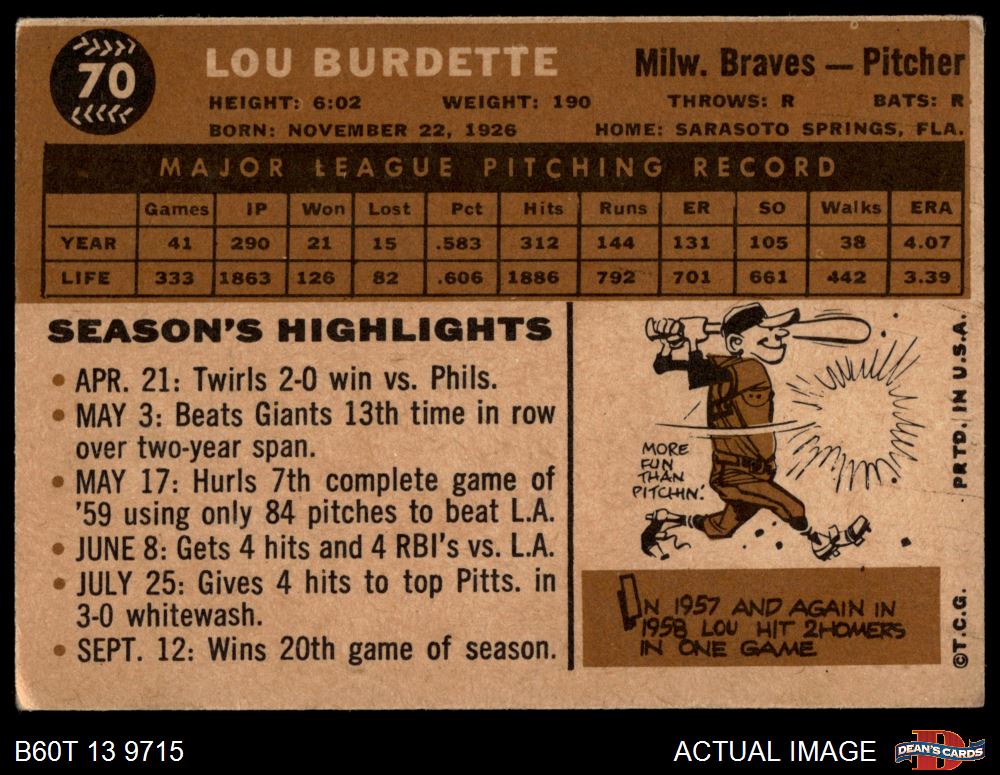 70
LOU BURDETTE
Milw. Braves — Pitcher
HEIGHT: 6:02 WEIGHT: 190 THROWS: R BATS: R
BORN: NOVEMBER 22, 1926 HOME: SARASOTO SPRINGS, FLA.
MAJOR LEAGUE PITCHING RECORD
Games IP Won Lost Pct Hits Runs ER SO Walks ERA
YEAR 41 290 21 15 .583 312 144 131 105 38 4.07
LIFE 333 1863 126 82 .606 1886 792 701 661 442 3.39
SEASON'S HIGHLIGHTS
• APR. 21: Twirls 2-0 win vs. Phils.
• MAY 3: Beats Giants 13th time in row
over two-year span.
• MAY 17: Hurls 7th complete game of
'59 using only 84 pitches to beat L.A.
• JUNE 8: Gets 4 hits and 4 RBI's vs. L.A.
• JULY 25: Gives 4 hits to top Pitts. in
3-0 whitewash.
• SEPT. 12: Wins 20th game of season.
MORE
FUN
THAN
PITCHIN'!
IN 1957 AND AGAIN IN
1958 LOU HIT 2 HOMERS
IN ONE GAME
PRTD. IN U.S.A.
©T.C.G.
B60T 13 9715
ACTUAL IMAGE
DEAN'S CARDS